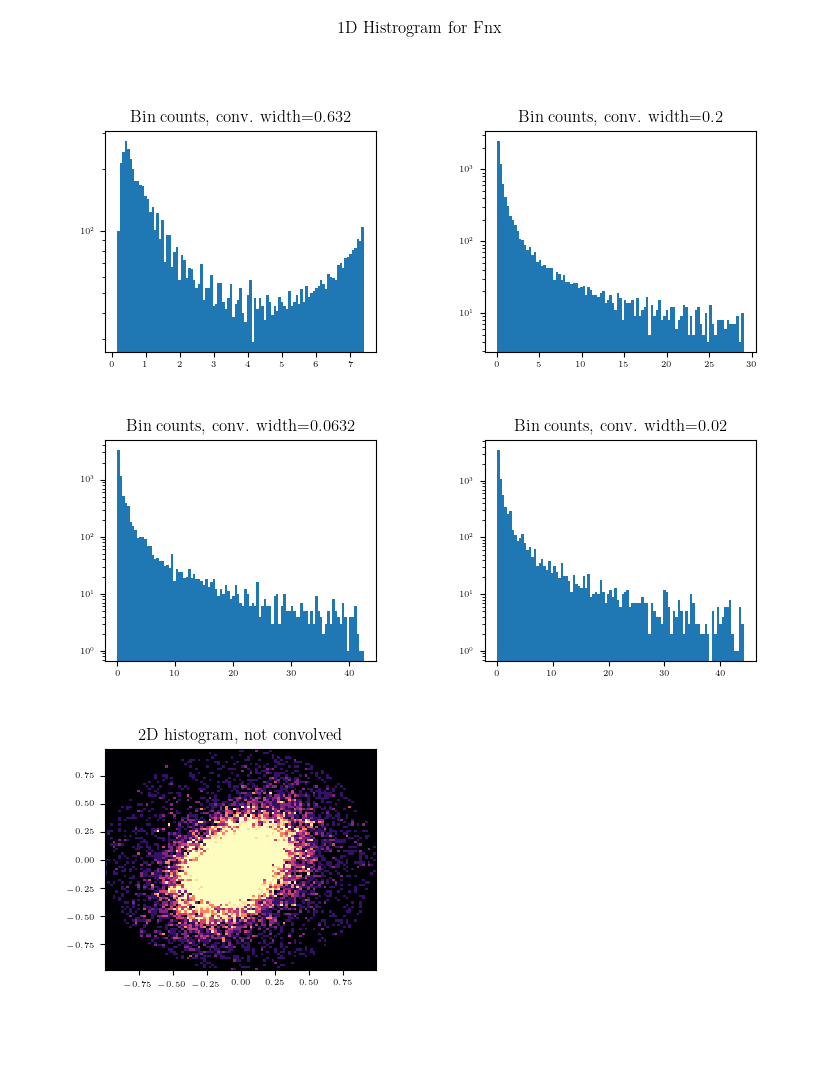 1D Histrogram for Fnx
Bin counts, conv. width=0.632
10²
0 1 2 3 4 5 6 7
Bin counts, conv. width=0.2
10³
10²
10¹
0 5 10 15 20 25 30
Bin counts, conv. width=0.0632
10³
10²
10¹
10⁰
0 10 20 30 40
Bin counts, conv. width=0.02
10³
10²
10¹
10⁰
0 10 20 30 40
2D histogram, not convolved
0.75
0.50
0.25
0.00
−0.25
−0.50
−0.75
−0.75 −0.50 −0.25 0.00 0.25 0.50 0.75